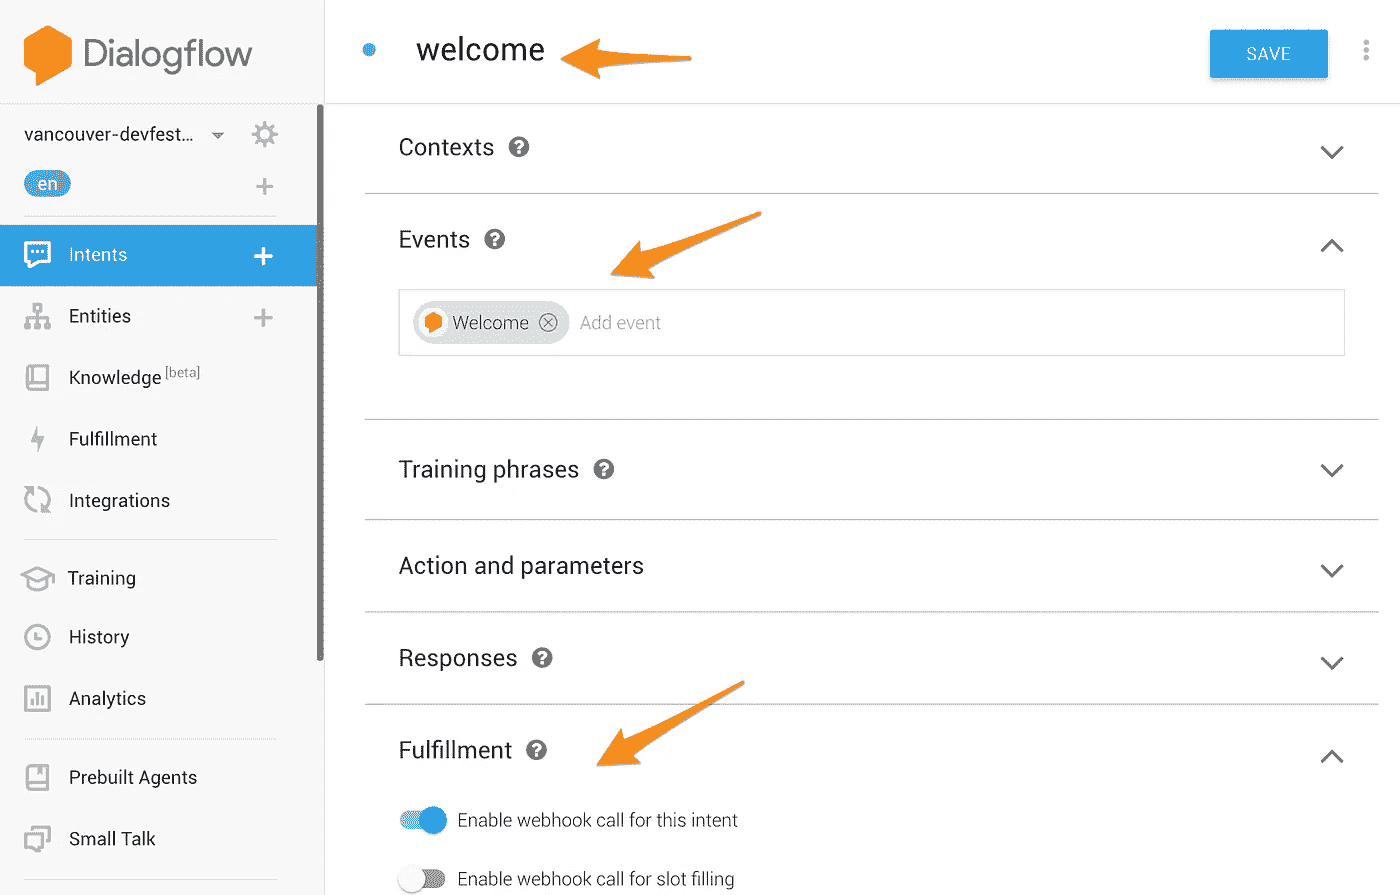 Dialogflow
vancouver-devfest...
en
Intents
Entities
Knowledge [beta]
Fulfillment
Integrations
Training
History
Analytics
Prebuilt Agents
Small Talk
welcome
SAVE
Contexts
Events
Welcome Add event
Training phrases
Action and parameters
Responses
Fulfillment
Enable webhook call for this intent
Enable webhook call for slot filling